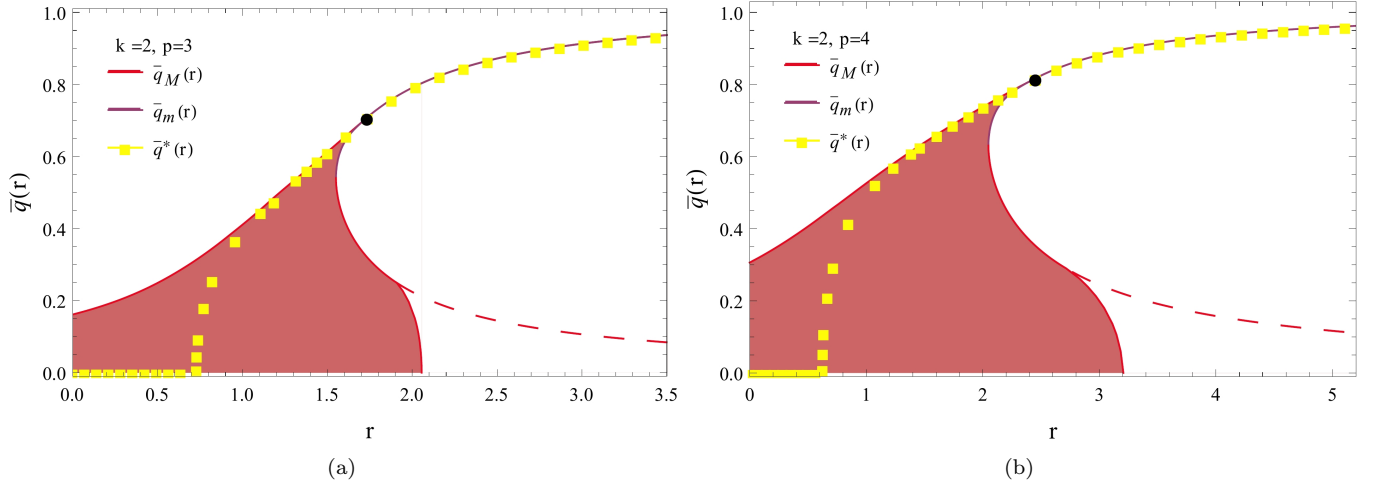 1.0
0.8
0.6
0.4
0.2
0.0
q̅(r)
k =2, p=3
q̅_M(r)
q̅_m(r)
q̅*(r)
0.0 0.5 1.0 1.5 2.0 2.5 3.0 3.5
r
(a)
1.0
0.8
0.6
0.4
0.2
0.0
q̅(r)
k =2, p=4
q̅_M(r)
q̅_m(r)
q̅*(r)
0 1 2 3 4 5
r
(b)